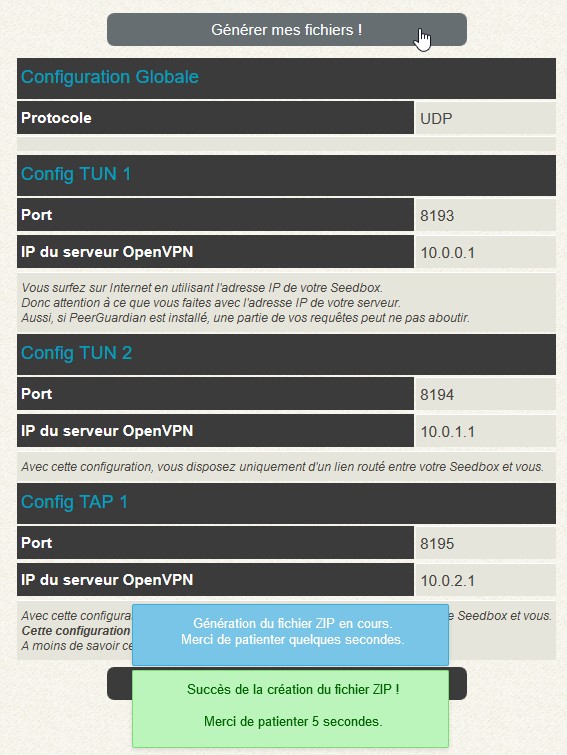 Générer mes fichiers !
Configuration Globale
Protocole UDP
Config TUN 1
Port 8193
IP du serveur OpenVPN 10.0.0.1
Vous surfez sur Internet en utilisant l'adresse IP de votre Seedbox.
Donc attention à ce que vous faites avec l'adresse IP de votre serveur.
Aussi, si PeerGuardian est installé, une partie de vos requêtes peut ne pas aboutir.
Config TUN 2
Port 8194
IP du serveur OpenVPN 10.0.1.1
Avec cette configuration, vous disposez uniquement d'un lien routé entre votre Seedbox et vous.
Config TAP 1
Port 8195
IP du serveur OpenVPN 10.0.2.1
Avec cette Seedbox et vous.
Cette configuration
A moins de savoir
Génération du fichier ZIP en cours.
Merci de patienter quelques secondes.
Succès de la création du fichier ZIP !
Merci de patienter 5 secondes.